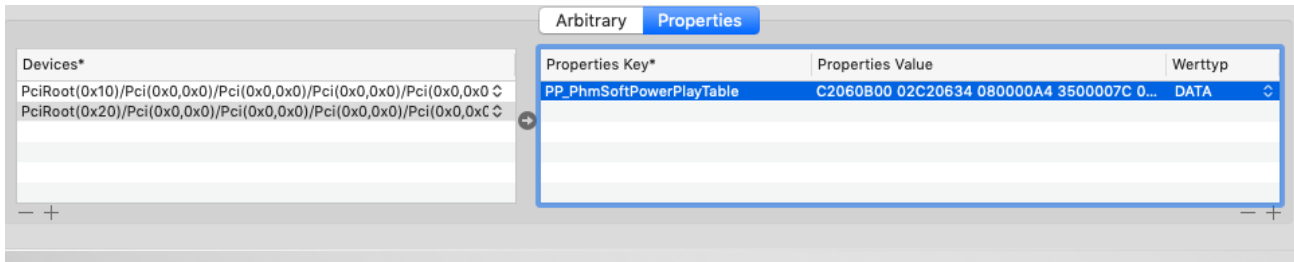 Arbitrary Properties
Devices* Properties Key* Properties Value Werttyp
PciRoot(0x10)/Pci(0x0,0x0)/Pci(0x0,0x0)/Pci(0x0,0x0)/Pci(0x0,0x0 PP_PhmSoftPowerPlayTable C2060B00 02C20634 080000A4 3500007C 0... DATA
PciRoot(0x20)/Pci(0x0,0x0)/Pci(0x0,0x0)/Pci(0x0,0x0)/Pci(0x0,0x